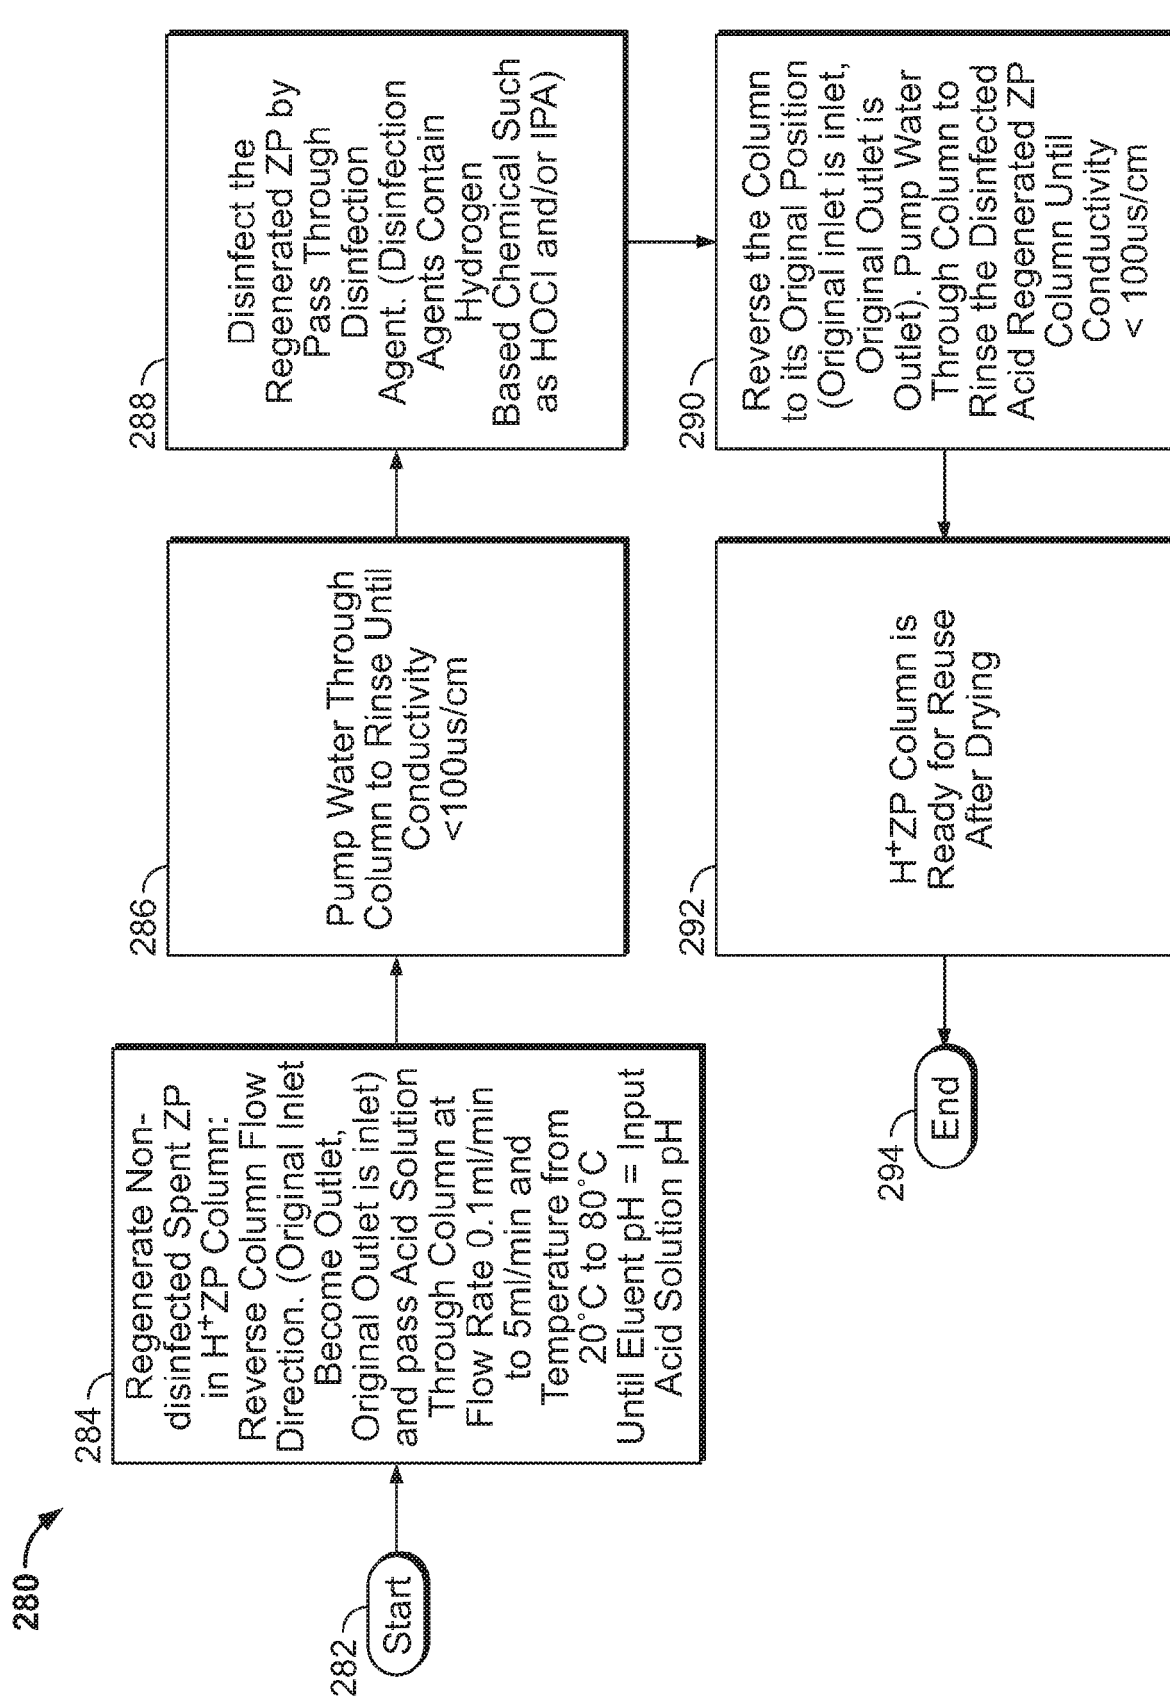 280
282
Start
284
Regenerate Non-
disinfected Spent ZP
in H⁺ZP Column:
Reverse Column Flow
Direction. (Original Inlet
Become Outlet,
Original Outlet is inlet)
and pass Acid Solution
Through Column at
Flow Rate 0.1ml/min
to 5ml/min and
Temperature from
20°C to 80°C
Until Eluent pH = Input
Acid Solution pH
286
Pump Water Through
Column to Rinse Until
Conductivity
<100us/cm
288
Disinfect the
Regenerated ZP by
Pass Through
Disinfection
Agent. (Disinfection
Agents Contain
Hydrogen
Based Chemical Such
as HOCl and/or IPA)
290
Reverse the Column
to its Original Position
(Original inlet is inlet,
Original Outlet is
Outlet). Pump Water
Through Column to
Rinse the Disinfected
Acid Regenerated ZP
Column Until
Conductivity
< 100us/cm
292
H⁺ZP Column is
Ready for Reuse
After Drying
294
End